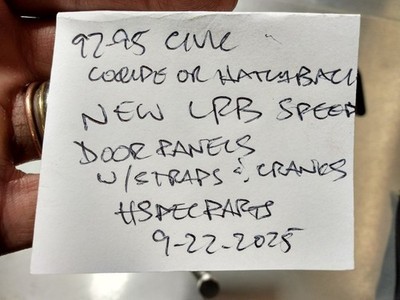 92-95 CIVIC
COUPE OR HATCHBACK
NEW LRB SPEED
DOOR PANELS
W/STRAPS & CRANKS
HSPECPARTS
9-22-2025